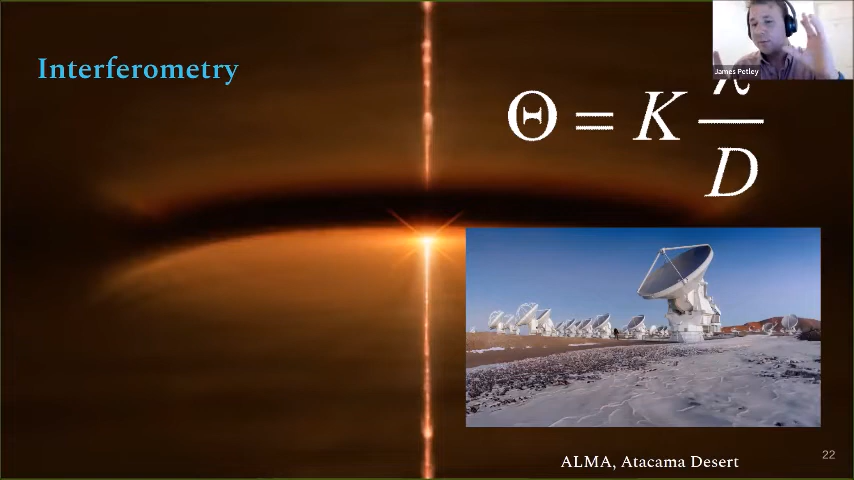 Interferometry
James Petley
Θ = K
D
ALMA, Atacama Desert
22